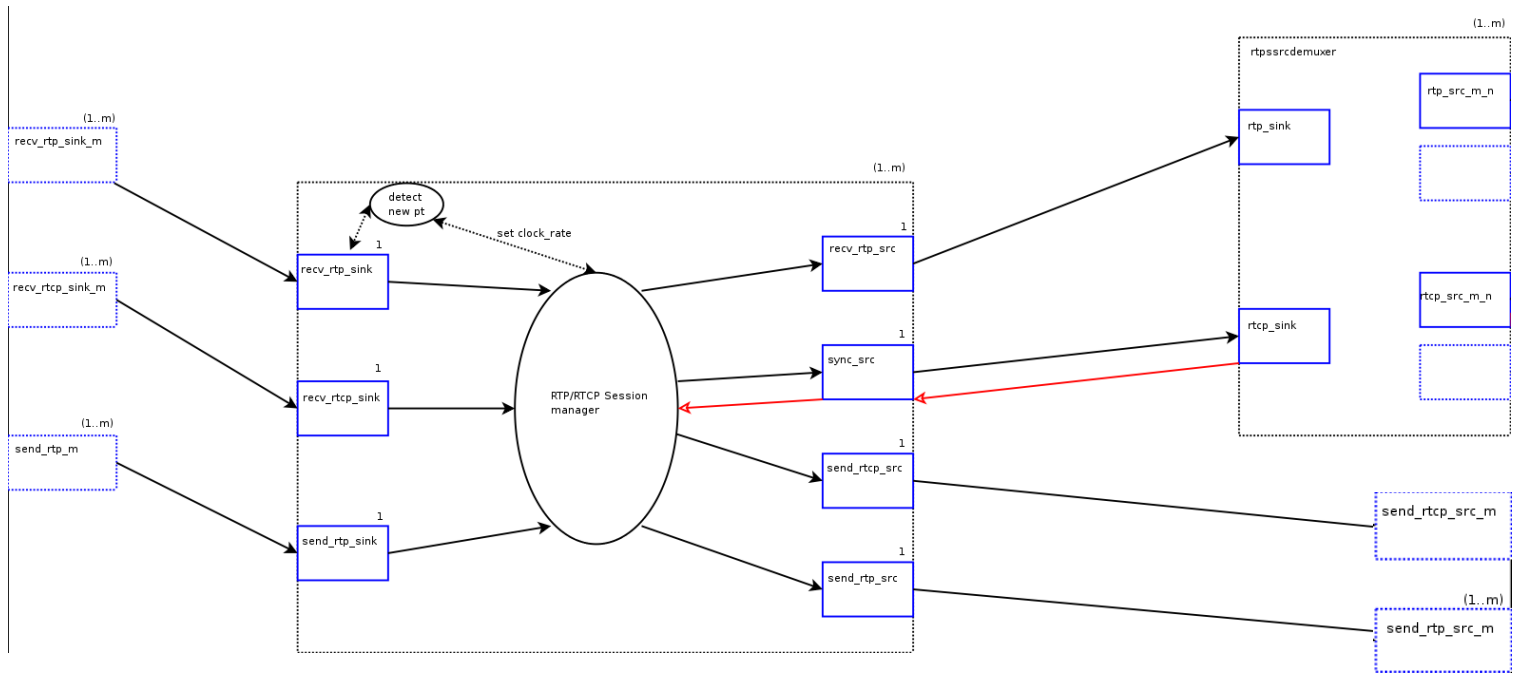 (1..m)
rtpssrcdemuxer
rtp_src_m_n
(1..m)
recv_rtp_sink_m
rtp_sink
(1..m)
detect
new pt
set clock_rate
1
recv_rtp_src
1
recv_rtp_sink
(1..m)
recv_rtcp_sink_m
rtcp_src_m_n
rtcp_sink
1
sync_src
1
recv_rtcp_sink
RTP/RTCP Session
manager
(1..m)
send_rtp_m
1
send_rtcp_src
send_rtcp_src_m
1
send_rtp_sink
1
send_rtp_src
(1..m)
send_rtp_src_m